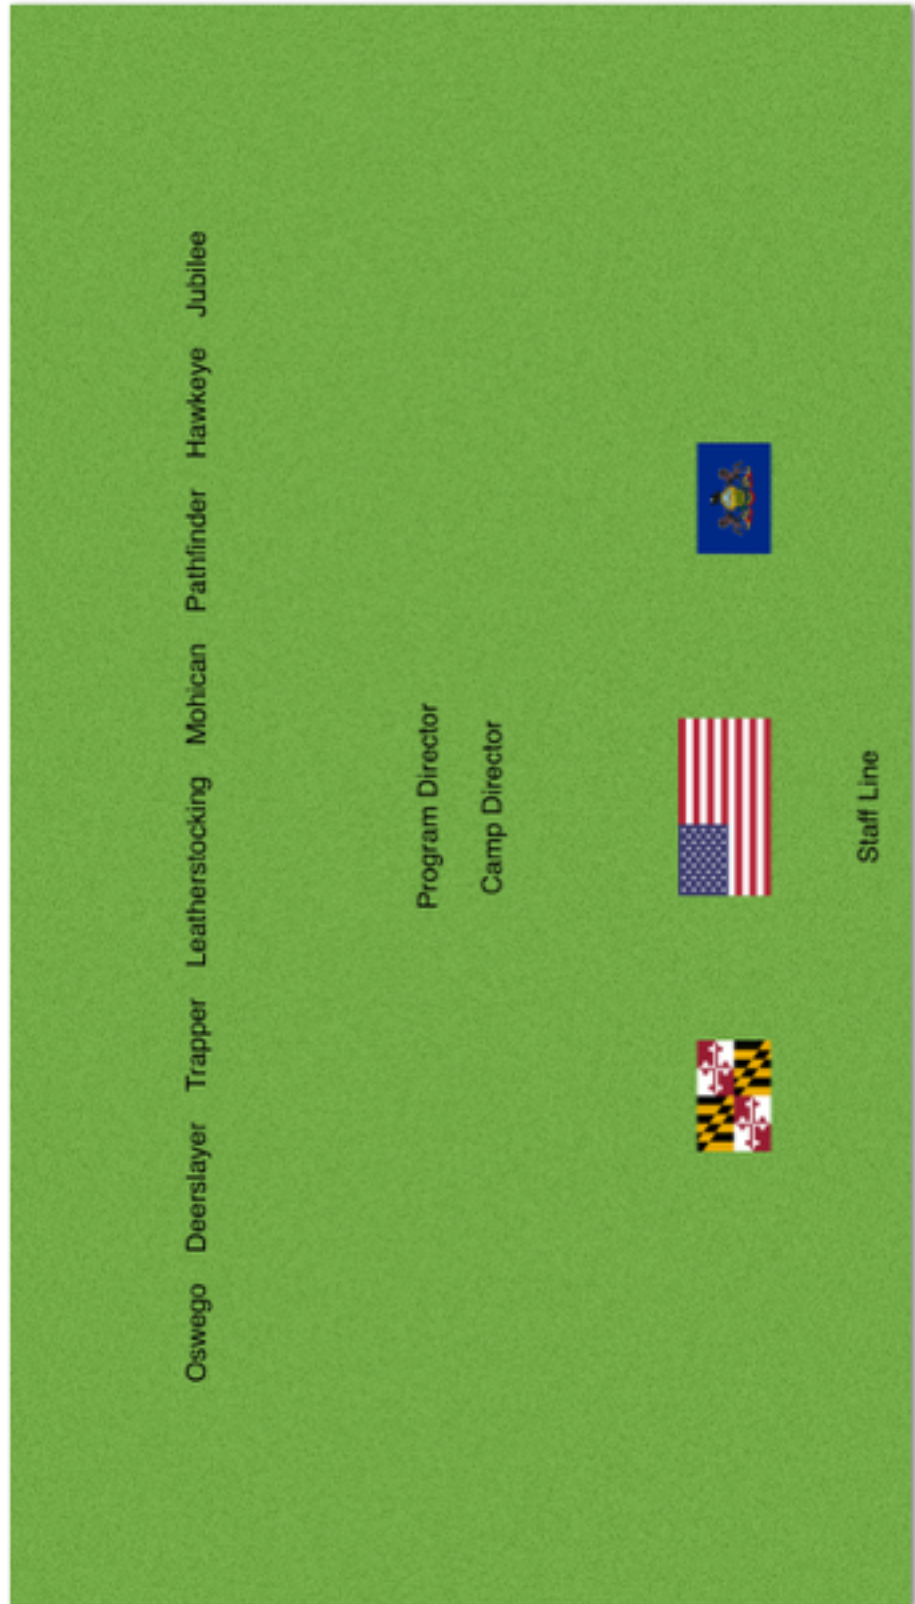 Oswego Deerslayer Trapper Leatherstocking Mohican Pathfinder Hawkeye Jubilee
Program Director
Camp Director
Staff Line